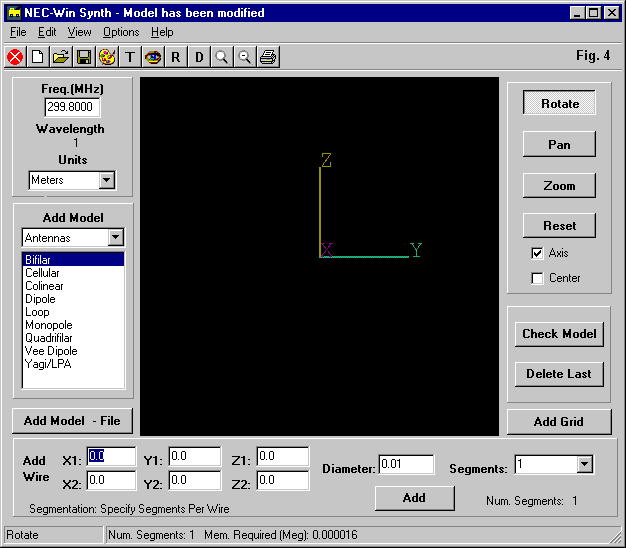 NEC-Win Synth - Model has been modified
File Edit View Options Help
T R D
Fig. 4
Freq.(MHz)
299.8000
Wavelength
1
Units
Meters
Add Model
Antennas
Bifilar
Cellular
Colinear
Dipole
Loop
Monopole
Quadrifilar
Vee Dipole
Yagi/LPA
Add Model - File
Z
X
Y
Rotate
Pan
Zoom
Reset
Axis
Center
Check Model
Delete Last
Add Grid
Add Wire
X1: 0.0 Y1: 0.0 Z1: 0.0
X2: 0.0 Y2: 0.0 Z2: 0.0
Diameter: 0.01 Segments: 1
Add
Num. Segments: 1
Segmentation: Specify Segments Per Wire
Rotate Num. Segments: 1 Mem. Required (Meg): 0.000016